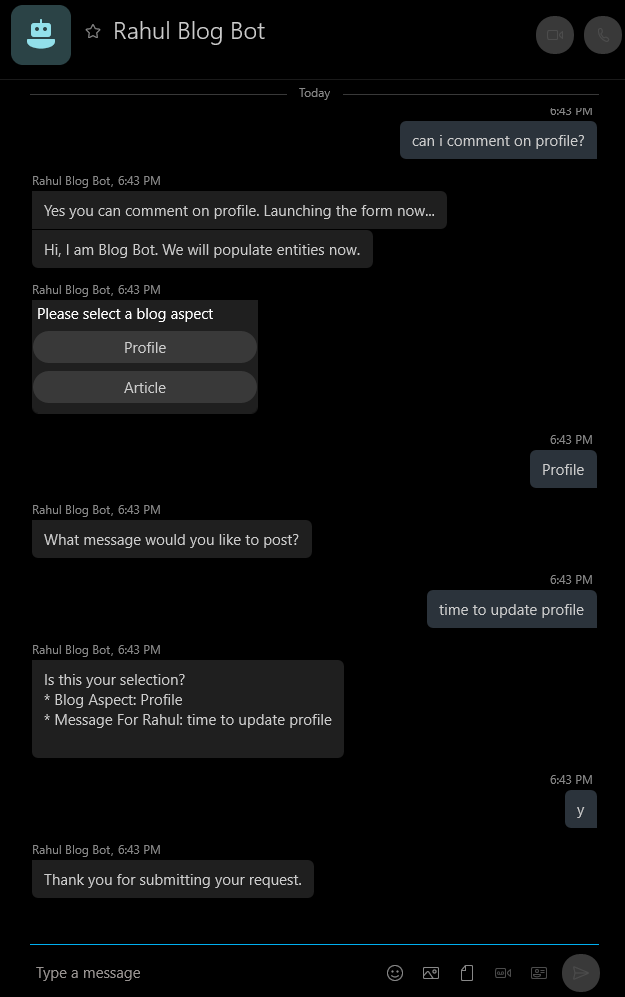 Rahul Blog Bot
Today
6:43 PM
can i comment on profile?
Rahul Blog Bot, 6:43 PM
Yes you can comment on profile. Launching the form now...
Hi, I am Blog Bot. We will populate entities now.
Rahul Blog Bot, 6:43 PM
Please select a blog aspect
Profile
Article
6:43 PM
Profile
Rahul Blog Bot, 6:43 PM
What message would you like to post?
6:43 PM
time to update profile
Rahul Blog Bot, 6:43 PM
Is this your selection?
* Blog Aspect: Profile
* Message For Rahul: time to update profile
6:43 PM
y
Rahul Blog Bot, 6:43 PM
Thank you for submitting your request.
Type a message